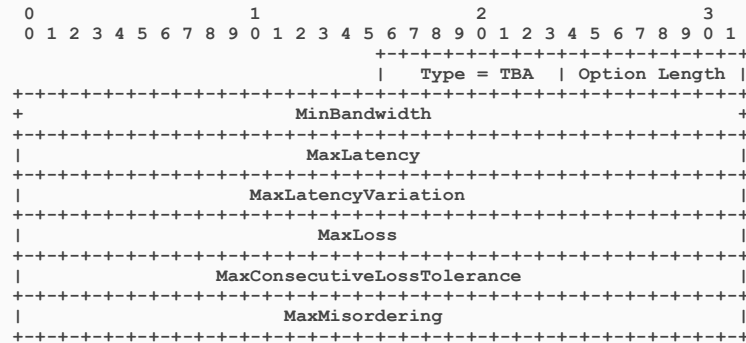 0                   1                   2                   3
 0 1 2 3 4 5 6 7 8 9 0 1 2 3 4 5 6 7 8 9 0 1 2 3 4 5 6 7 8 9 0 1
                                +-+-+-+-+-+-+-+-+-+-+-+-+-+-+-+-+
                                |   Type = TBA  | Option Length |
+-+-+-+-+-+-+-+-+-+-+-+-+-+-+-+-+-+-+-+-+-+-+-+-+-+-+-+-+-+-+-+-+
+                        MinBandwidth                           +
+-+-+-+-+-+-+-+-+-+-+-+-+-+-+-+-+-+-+-+-+-+-+-+-+-+-+-+-+-+-+-+-+
|                         MaxLatency                            |
+-+-+-+-+-+-+-+-+-+-+-+-+-+-+-+-+-+-+-+-+-+-+-+-+-+-+-+-+-+-+-+-+
|                    MaxLatencyVariation                        |
+-+-+-+-+-+-+-+-+-+-+-+-+-+-+-+-+-+-+-+-+-+-+-+-+-+-+-+-+-+-+-+-+
|                          MaxLoss                              |
+-+-+-+-+-+-+-+-+-+-+-+-+-+-+-+-+-+-+-+-+-+-+-+-+-+-+-+-+-+-+-+-+
|                 MaxConsecutiveLossTolerance                   |
+-+-+-+-+-+-+-+-+-+-+-+-+-+-+-+-+-+-+-+-+-+-+-+-+-+-+-+-+-+-+-+-+
|                       MaxMisordering                          |
+-+-+-+-+-+-+-+-+-+-+-+-+-+-+-+-+-+-+-+-+-+-+-+-+-+-+-+-+-+-+-+-+